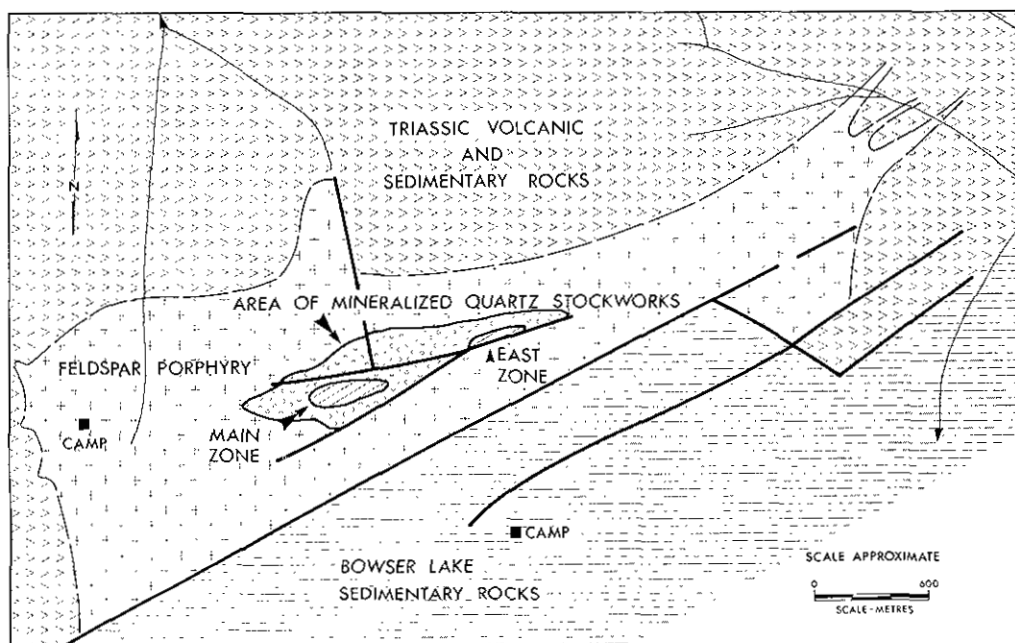 TRIASSIC VOLCANIC
AND
SEDIMENTARY ROCKS
N
AREA OF MINERALIZED QUARTZ STOCKWORKS
FELDSPAR PORPHYRY
EAST
ZONE
CAMP
MAIN
ZONE
CAMP
BOWSER LAKE
SEDIMENTARY ROCKS
SCALE APPROXIMATE
0 600
SCALE-METRES